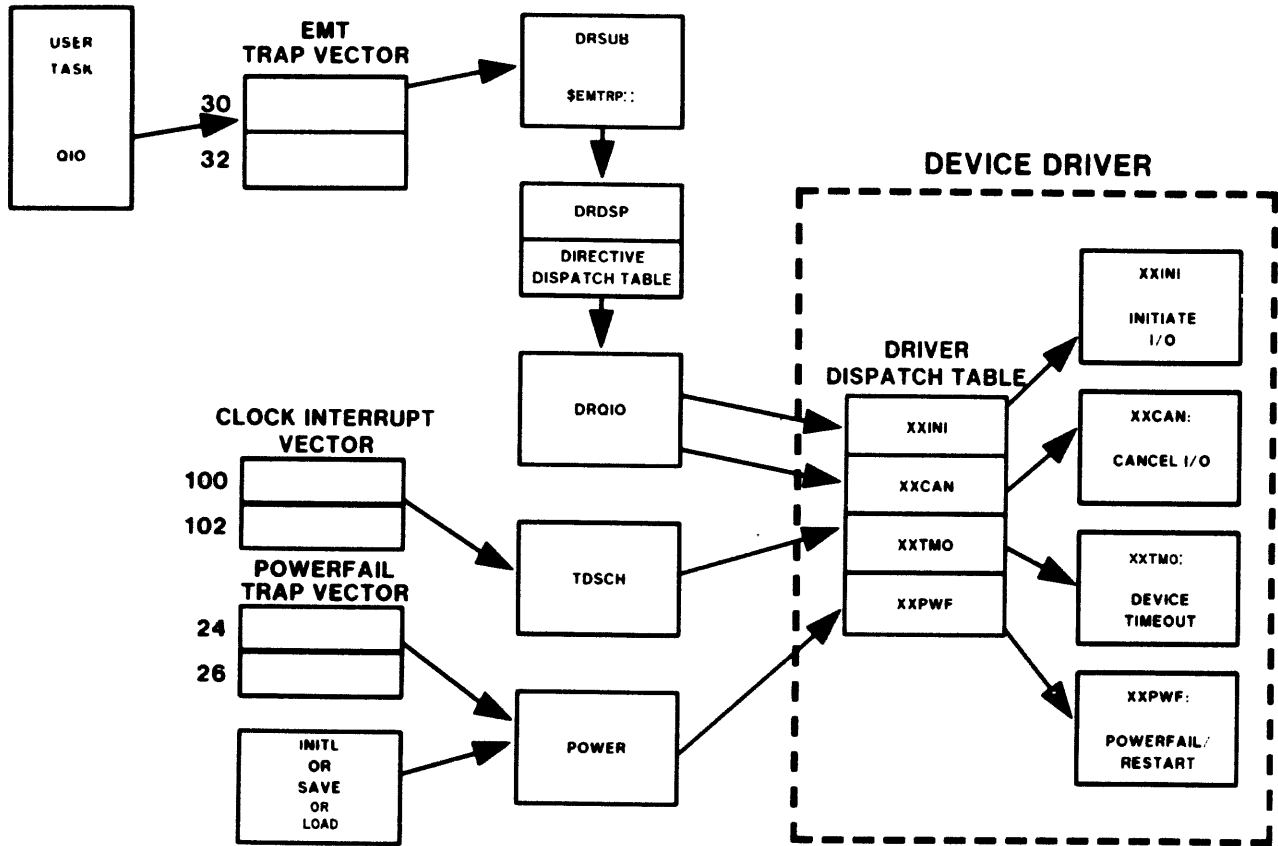 USER
TASK
QIO
EMT
TRAP VECTOR
30
32
DRSUB
$EMTRP::
DRDSP
DIRECTIVE
DISPATCH TABLE
DRQIO
CLOCK INTERRUPT
VECTOR
100
102
TDSCH
POWERFAIL
TRAP VECTOR
24
26
INITL
OR
SAVE
OR
LOAD
POWER
DEVICE DRIVER
DRIVER
DISPATCH TABLE
XXINI
XXCAN
XXTMO
XXPWF
XXINI
INITIATE
I/O
XXCAN:
CANCEL I/O
XXTMO:
DEVICE
TIMEOUT
XXPWF:
POWERFAIL/
RESTART